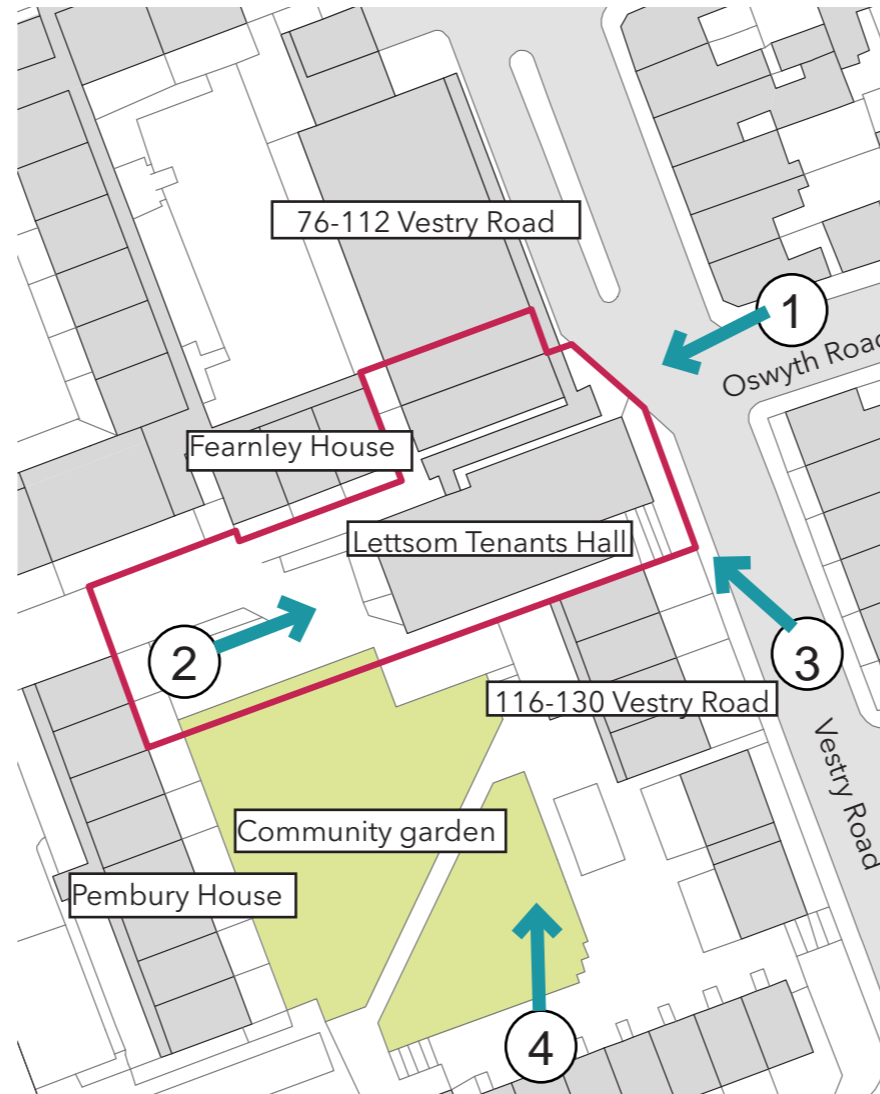 76-112 Vestry Road
1
Oswyth Road
Fearnley House
Lettsom Tenants Hall
2
3
116-130 Vestry Road
Vestry Road
Community garden
Pembury House
4